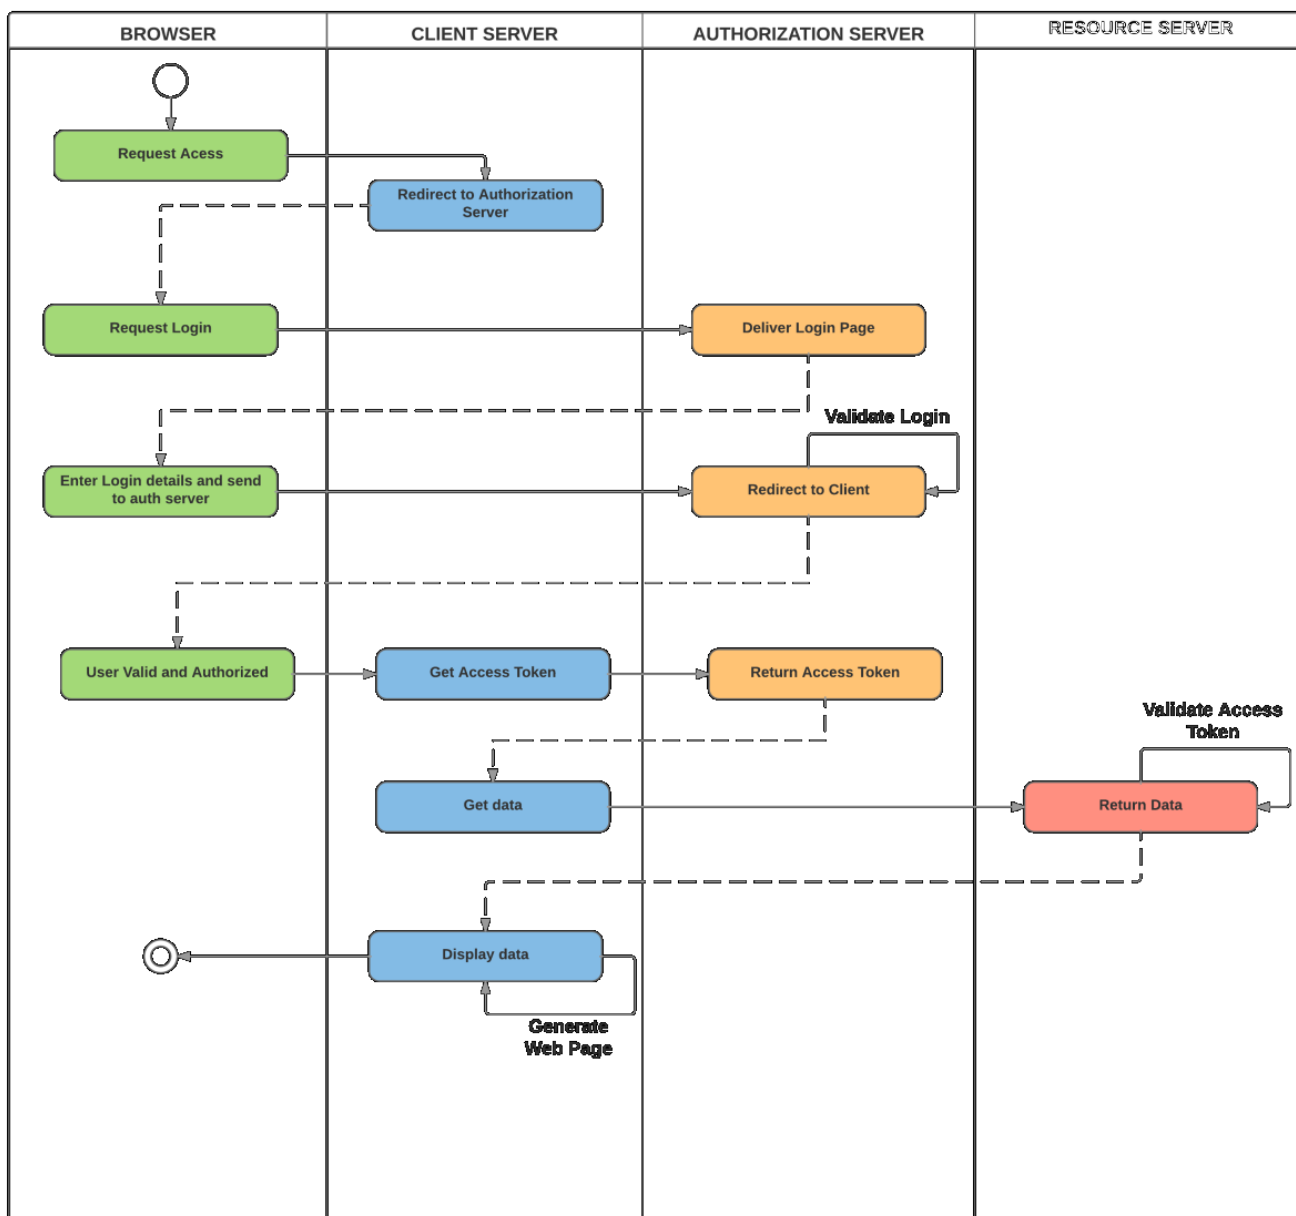 BROWSER
CLIENT SERVER
AUTHORIZATION SERVER
RESOURCE SERVER
Request Acess
Redirect to Authorization
Server
Request Login
Deliver Login Page
Validate Login
Enter Login details and send
to auth server
Redirect to Client
User Valid and Authorized
Get Access Token
Return Access Token
Validate Access
Token
Get data
Return Data
Display data
Generate
Web Page